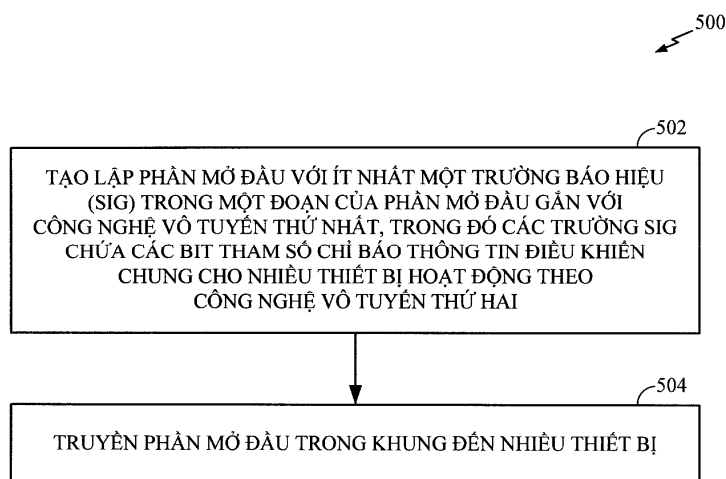 500
502
TẠO LẬP PHẦN MỞ ĐẦU VỚI ÍT NHẤT MỘT TRƯỜNG BÁO HIỆU
(SIG) TRONG MỘT ĐOẠN CỦA PHẦN MỞ ĐẦU GẮN VỚI
CÔNG NGHỆ VÔ TUYẾN THỨ NHẤT, TRONG ĐÓ CÁC TRƯỜNG SIG
CHỨA CÁC BIT THAM SỐ CHỈ BÁO THÔNG TIN ĐIỀU KHIỂN
CHUNG CHO NHIỀU THIẾT BỊ HOẠT ĐỘNG THEO
CÔNG NGHỆ VÔ TUYẾN THỨ HAI
504
TRUYỀN PHẦN MỞ ĐẦU TRONG KHUNG ĐẾN NHIỀU THIẾT BỊ